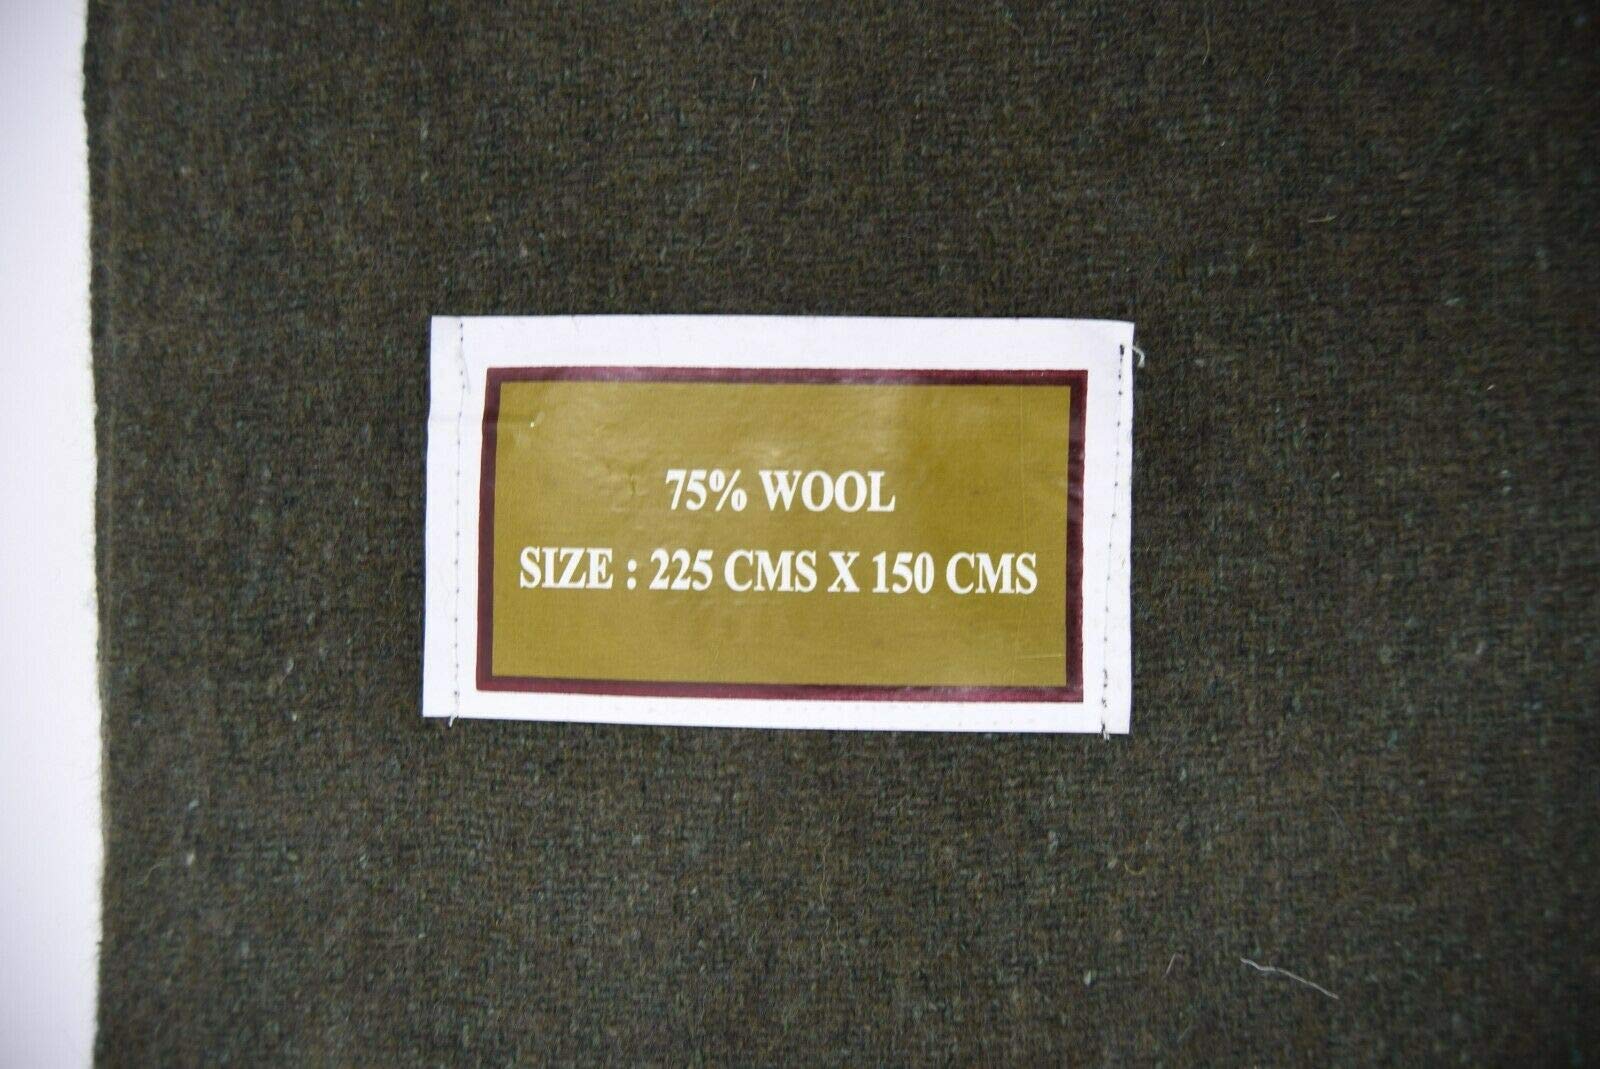 75% WOOL
SIZE : 225 CMS X 150 CMS